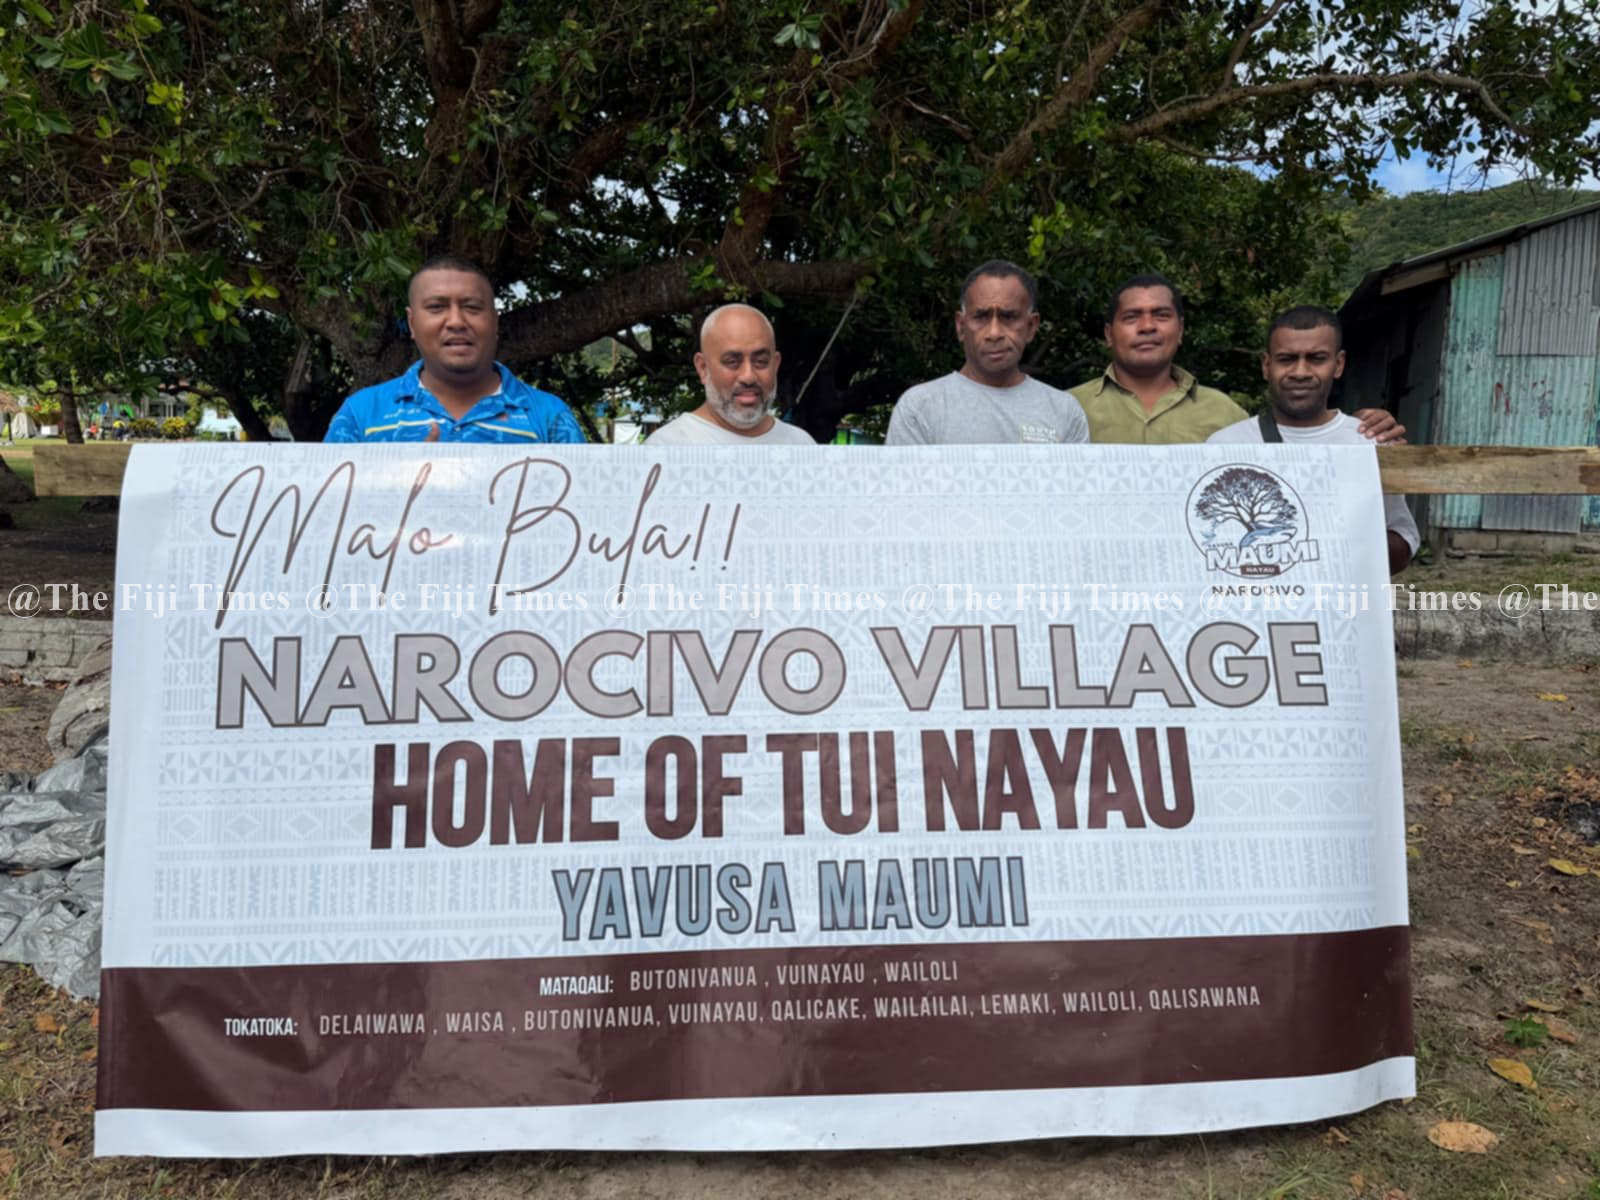 Malo Bula!!
YAVUSA
MAUMI
NAYAU
NAROCIVO
@The Fiji Times @The Fiji Times @The Fiji Times @The Fiji Times @The Fiji Times @The
NAROCIVO VILLAGE
HOME OF TUI NAYAU
YAVUSA MAUMI
MATAQALI: BUTONIVANUA , VUINAYAU , WAILOLI
TOKATOKA: DELAIWAWA , WAISA , BUTONIVANUA, VUINAYAU, QALICAKE, WAILAILAI, LEMAKI, WAILOLI, QALISAWANA